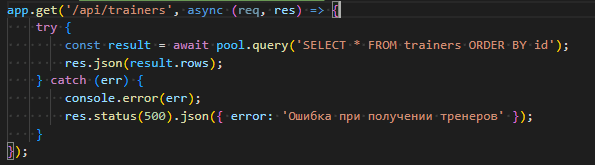 app.get('/api/trainers', async (req, res) => {
    try {
        const result = await pool.query('SELECT * FROM trainers ORDER BY id');
        res.json(result.rows);
    } catch (err) {
        console.error(err);
        res.status(500).json({ error: 'Ошибка при получении тренеров' });
    }
});